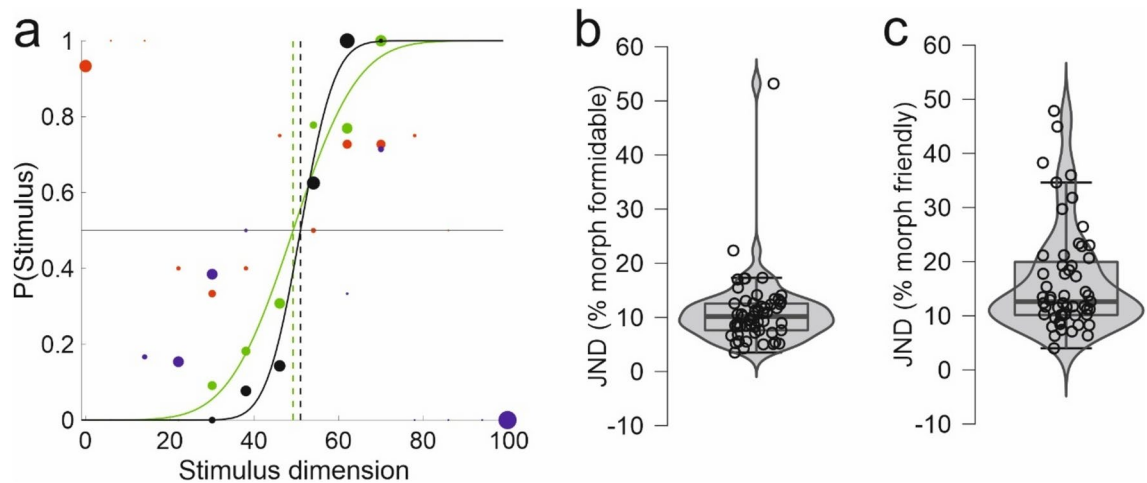 a
1
0.8
0.6
0.4
0.2
0
P(Stimulus)
0 20 40 60 80 100
Stimulus dimension
b
60
50
40
30
20
10
0
-10
JND (% morph formidable)
c
60
50
40
30
20
10
0
-10
JND (% morph friendly)